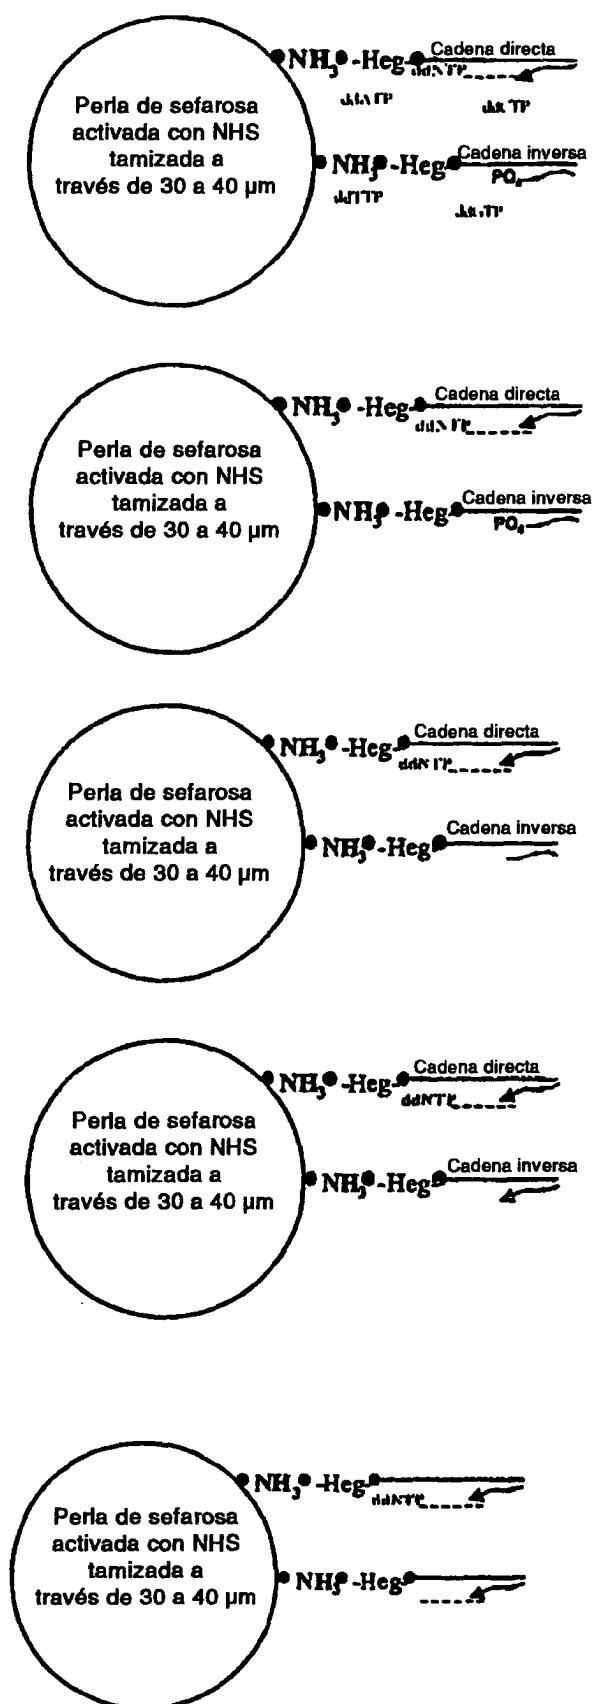 NH3 -Heg Cadena directa
ddNTP
Perla de sefarosa
activada con NHS
tamizada a
través de 30 a 40 µm
NH3 -Heg Cadena inversa
PO4
ddTTP
NH3 -Heg Cadena directa
ddNTP
Perla de sefarosa
activada con NHS
tamizada a
través de 30 a 40 µm
NH3 -Heg Cadena inversa
PO4
NH3 -Heg Cadena directa
ddNTP
Perla de sefarosa
activada con NHS
tamizada a
través de 30 a 40 µm
NH3 -Heg Cadena inversa
NH3 -Heg Cadena directa
ddNTP
Perla de sefarosa
activada con NHS
tamizada a
través de 30 a 40 µm
NH3 -Heg Cadena inversa
NH3 -Heg
ddNTP
Perla de sefarosa
activada con NHS
tamizada a
través de 30 a 40 µm
NH3 -Heg